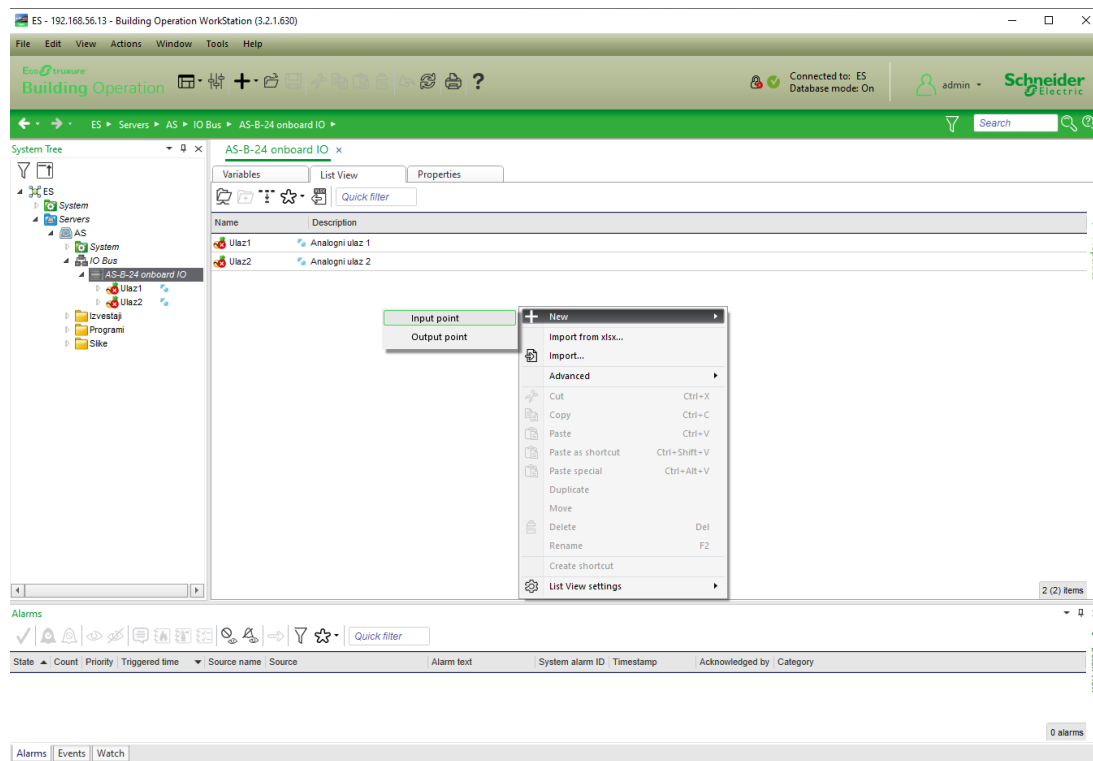 ES - 192.168.56.13 - Building Operation WorkStation (3.2.1.630)
File Edit View Actions Window Tools Help
EcoStruxure
Building Operation
Connected to: ES
Database mode: On
admin
Schneider
Electric
ES ▸ Servers ▸ AS ▸ IO Bus ▸ AS-B-24 onboard IO ▸
Search
System Tree
AS-B-24 onboard IO
Variables List View Properties
Quick filter
ES
System
Servers
AS
System
IO Bus
AS-B-24 onboard IO
Ulaz1
Ulaz2
Izvestaji
Programi
Slike
Name Description
Ulaz1 Analogni ulaz 1
Ulaz2 Analogni ulaz 2
Input point
Output point
New
Import from xlsx...
Import...
Advanced
Cut Ctrl+X
Copy Ctrl+C
Paste Ctrl+V
Paste as shortcut Ctrl+Shift+V
Paste special Ctrl+Alt+V
Duplicate
Move
Delete Del
Rename F2
Create shortcut
List View settings
2 (2) items
Alarms
Quick filter
State Count Priority Triggered time Source name Source Alarm text System alarm ID Timestamp Acknowledged by Category
0 alarms
Alarms Events Watch